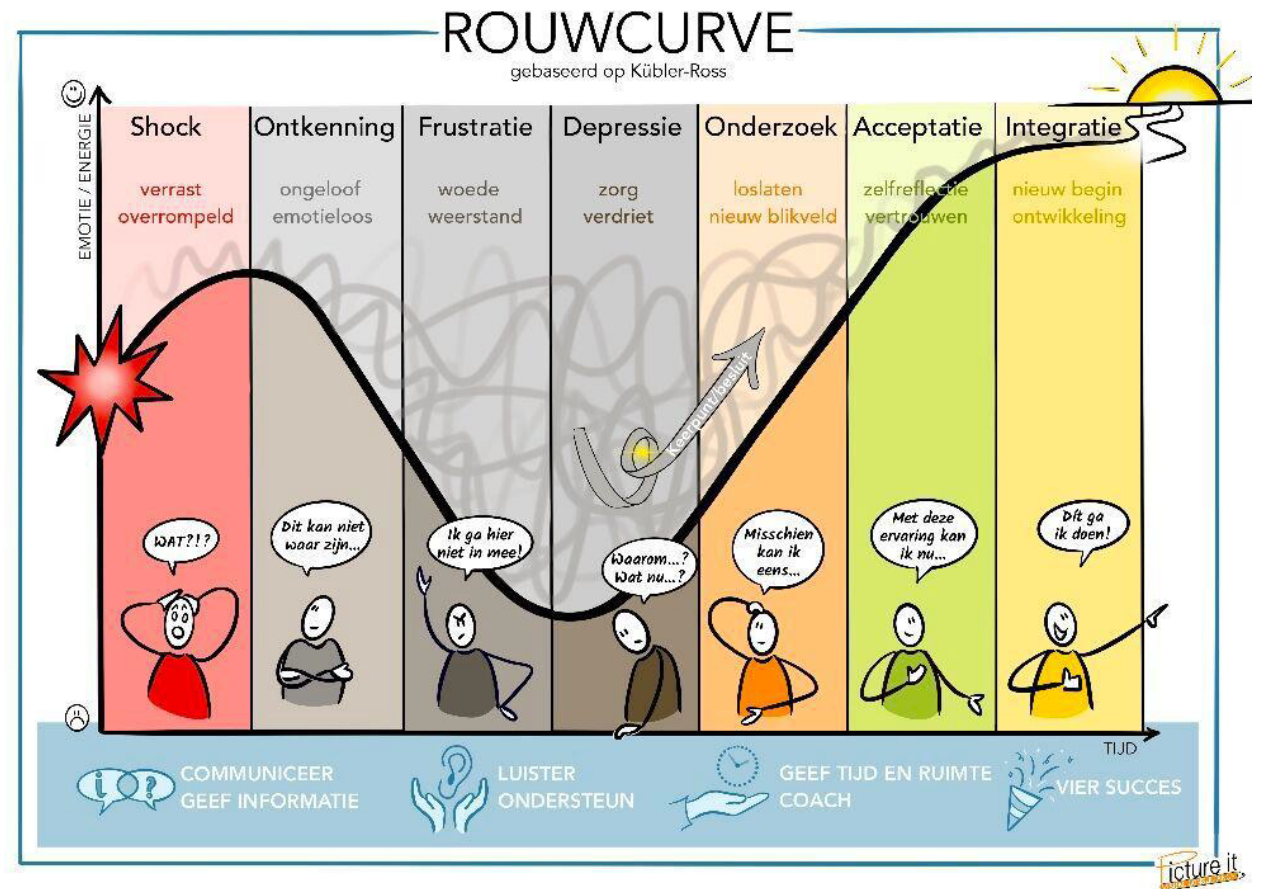 ROUWCURVE
gebaseerd op Kübler-Ross
EMOTIE / ENERGIE
Shock
verrast
overrompeld
Ontkenning
ongeloof
emotieloos
Frustratie
woede
weerstand
Depressie
zorg
verdriet
Onderzoek
loslaten
nieuw blikveld
Acceptatie
zelfreflectie
vertrouwen
Integratie
nieuw begin
ontwikkeling
Keerpunt/besluit
WAT?!?
Dit kan niet
waar zijn...
Ik ga hier
niet in mee!
Waarom...?
Wat nu...?
Misschien
kan ik
eens...
Met deze
ervaring kan
ik nu...
Dit ga
ik doen!
TIJD
i ?
COMMUNICEER
GEEF INFORMATIE
LUISTER
ONDERSTEUN
GEEF TIJD EN RUIMTE
COACH
VIER SUCCES
Picture it